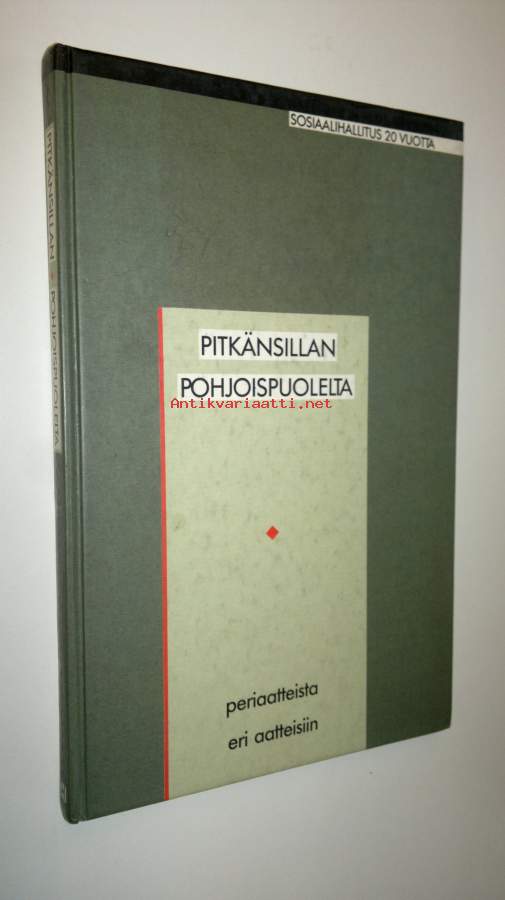 SOSIAALIHALLITUS 20 VUOTTA
PITKÄNSILLAN
POHJOISPUOLELTA
Antikvariaatti.net
periaatteista
eri aatteisiin
PITKÄNSILLAN ◆ POHJOISPUOLELTA